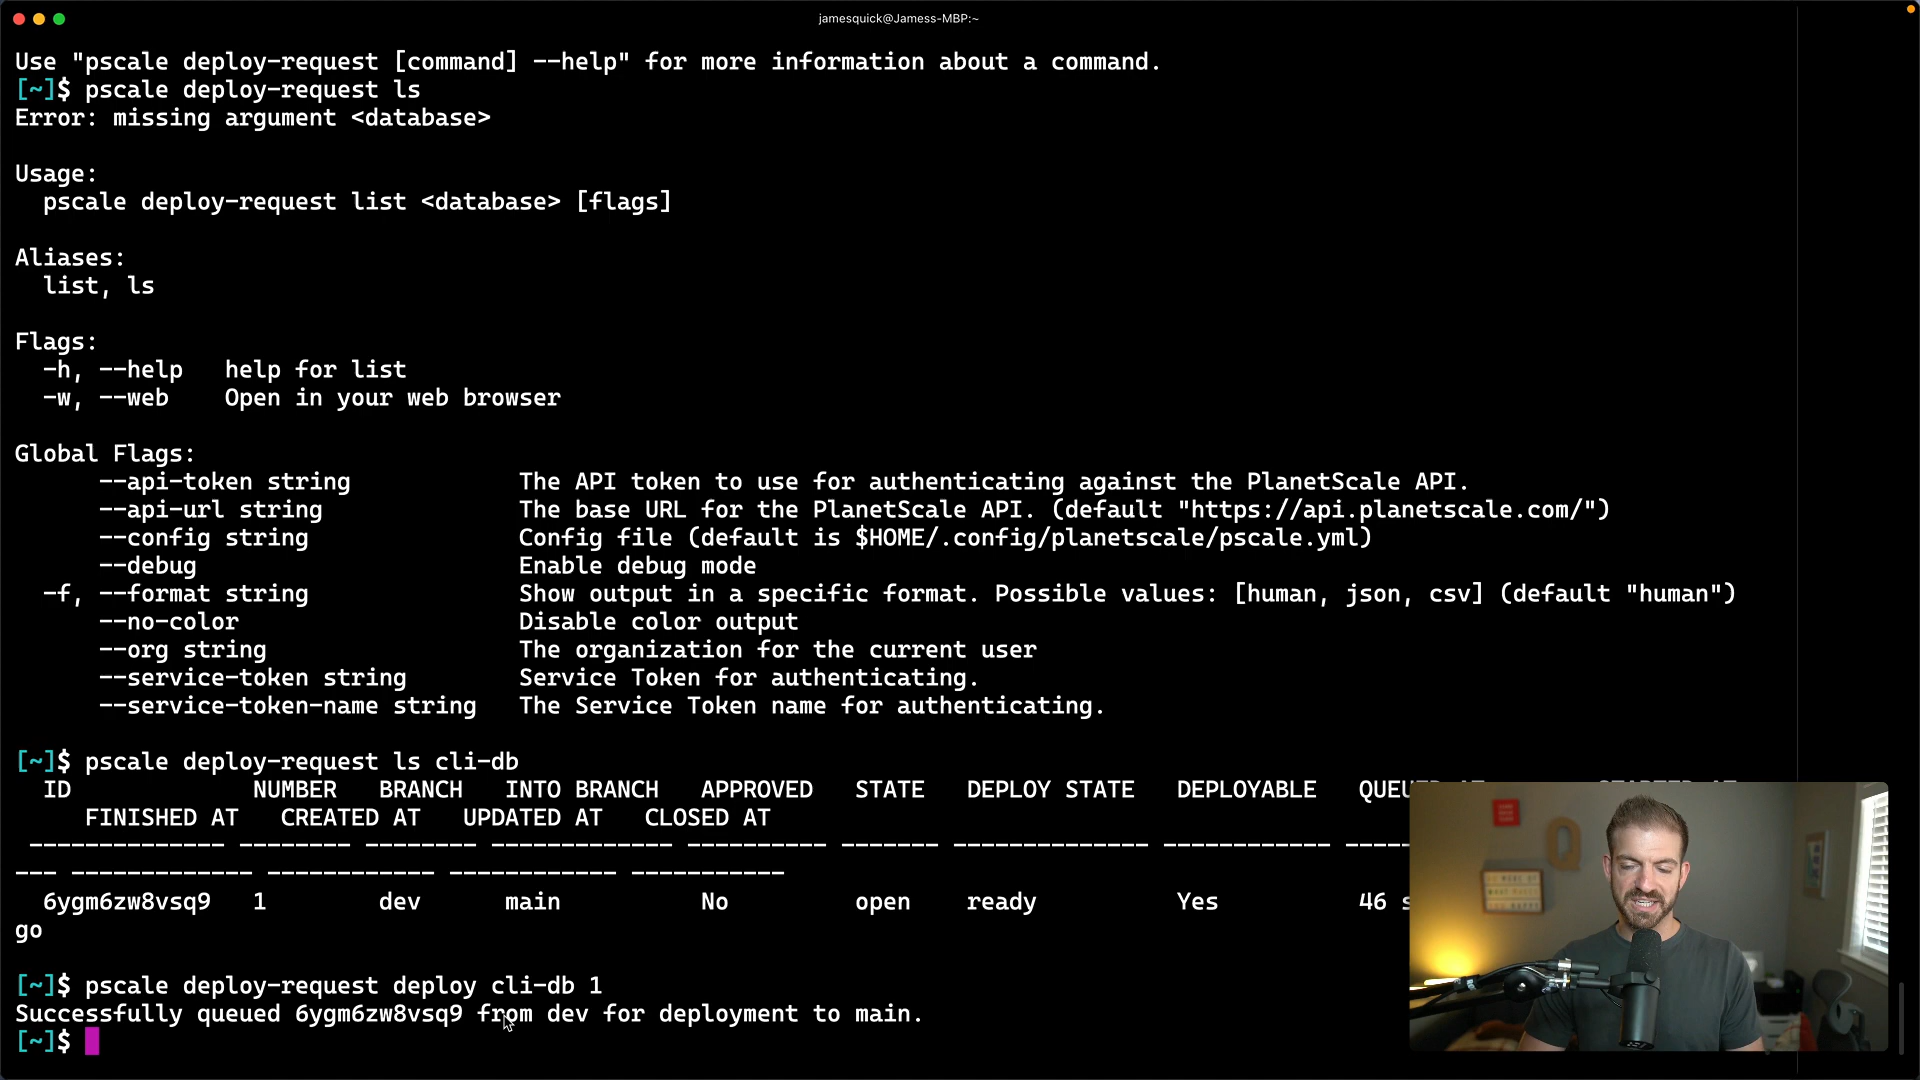 jamesquick@Jamess-MBP:~
Use "pscale deploy-request [command] --help" for more information about a command.
[~]$ pscale deploy-request ls
Error: missing argument <database>
Usage:
pscale deploy-request list <database> [flags]
Aliases:
list, ls
Flags:
-h, --help help for list
-w, --web Open in your web browser
Global Flags:
--api-token string The API token to use for authenticating against the PlanetScale API.
--api-url string The base URL for the PlanetScale API. (default "https://api.planetscale.com/")
--config string Config file (default is $HOME/.config/planetscale/pscale.yml)
--debug Enable debug mode
-f, --format string Show output in a specific format. Possible values: [human, json, csv] (default "human")
--no-color Disable color output
--org string The organization for the current user
--service-token string Service Token for authenticating.
--service-token-name string The Service Token name for authenticating.
[~]$ pscale deploy-request ls cli-db
ID NUMBER BRANCH INTO BRANCH APPROVED STATE DEPLOY STATE DEPLOYABLE
FINISHED AT CREATED AT UPDATED AT CLOSED AT
6ygm6zw8vsq9 1 dev main No open ready Yes 46
go
[~]$ pscale deploy-request deploy cli-db 1
Successfully queued 6ygm6zw8vsq9 from dev for deployment to main.
[~]$